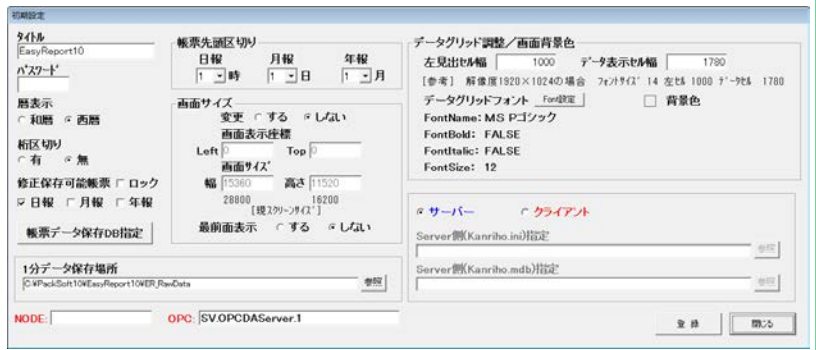 初期設定
ﾀｲﾄﾙ
EasyReport10
ﾊﾟｽﾜｰﾄﾞ
暦表示
和暦 西暦
桁区切り
有 無
修正保存可能帳票 ロック
日報 月報 年報
帳票データ保存DB指定
帳票先頭区切り
日報 月報 年報
1 時 1 日 1 月
画面サイズ
変更 する しない
画面表示座標
Left 0 Top 0
画面ｻｲｽﾞ
幅 15360 高さ 11520
28800 16200
[現ｽｸﾘｰﾝｻｲｽﾞ]
最前面表示 する しない
データグリッド調整／画面背景色
左見出ｾﾙ幅 1000 ﾃﾞｰﾀ表示ｾﾙ幅 1780
[参考] 解像度1920×1024の場合 ﾌｫﾝﾄｻｲｽﾞ 14 左ｾﾙ 1000 ﾃﾞｰﾀｾﾙ 1780
データグリッドフォント Font設定 背景色
FontName: MS Pゴシック
FontBold: FALSE
FontItalic: FALSE
FontSize: 12
サーバー クライアント
Server側(Kanriho.ini)指定
参照
Server側(Kanriho.mdb)指定
参照
1分データ保存場所
C:¥PackSoft10¥EasyReport10¥ER_RawData 参照
NODE: OPC: SV.OPCDAServer.1
登録 閉じる